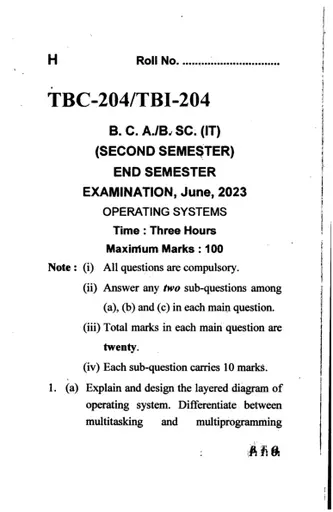 H Roll No. ...............................
TBC-204/TBI-204
B. C. A./B. SC. (IT)
(SECOND SEMESTER)
END SEMESTER
EXAMINATION, June, 2023
OPERATING SYSTEMS
Time : Three Hours
Maximum Marks : 100
Note : (i) All questions are compulsory.
(ii) Answer any two sub-questions among
(a), (b) and (c) in each main question.
(iii) Total marks in each main question are
twenty.
(iv) Each sub-question carries 10 marks.
1. (a) Explain and design the layered diagram of
operating system. Differentiate between
multitasking and multiprogramming